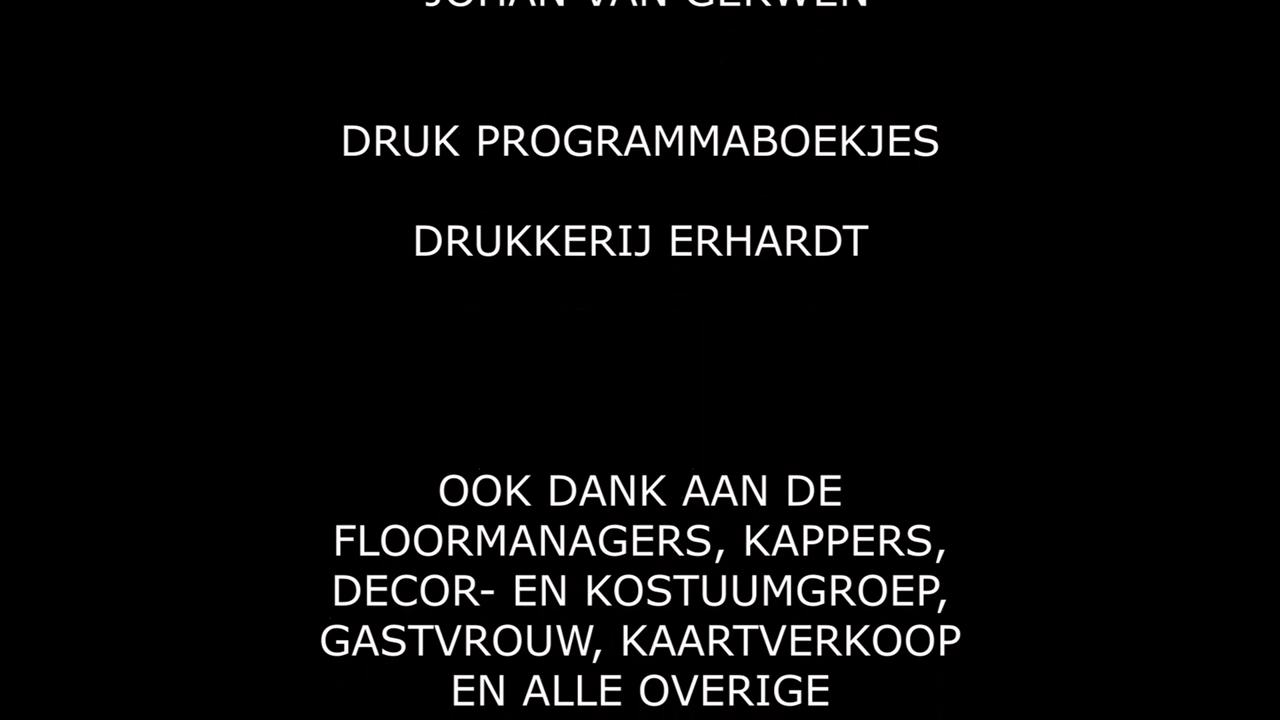 JOHAN VAN GERWEN
DRUK PROGRAMMABOEKJES
DRUKKERIJ ERHARDT
OOK DANK AAN DE
FLOORMANAGERS, KAPPERS,
DECOR- EN KOSTUUMGROEP,
GASTVROUW, KAARTVERKOOP
EN ALLE OVERIGE